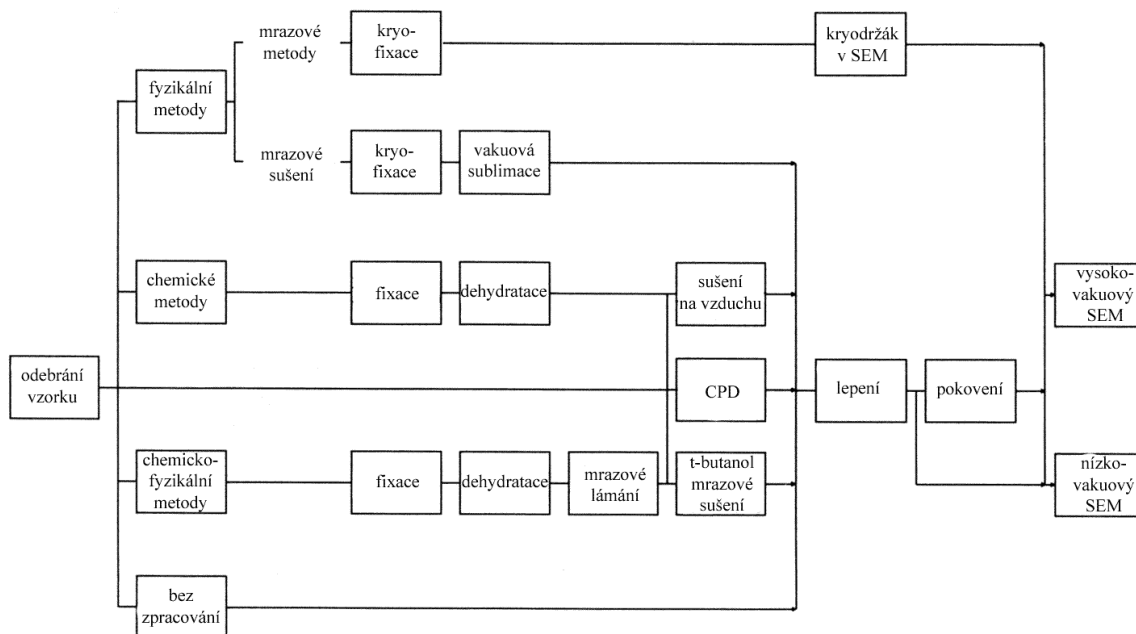 mrazové
metody
kryo-
fixace
kryodržák
v SEM
fyzikální
metody
mrazové
sušení
kryo-
fixace
vakuová
sublimace
chemické
metody
fixace
dehydratace
sušení
na vzduchu
vysoko-
vakuový
SEM
odebrání
vzorku
CPD
lepení
pokovení
chemicko-
fyzikální
metody
fixace
dehydratace
mrazové
lámání
t-butanol
mrazové
sušení
nízko-
vakuový
SEM
bez
zpracování